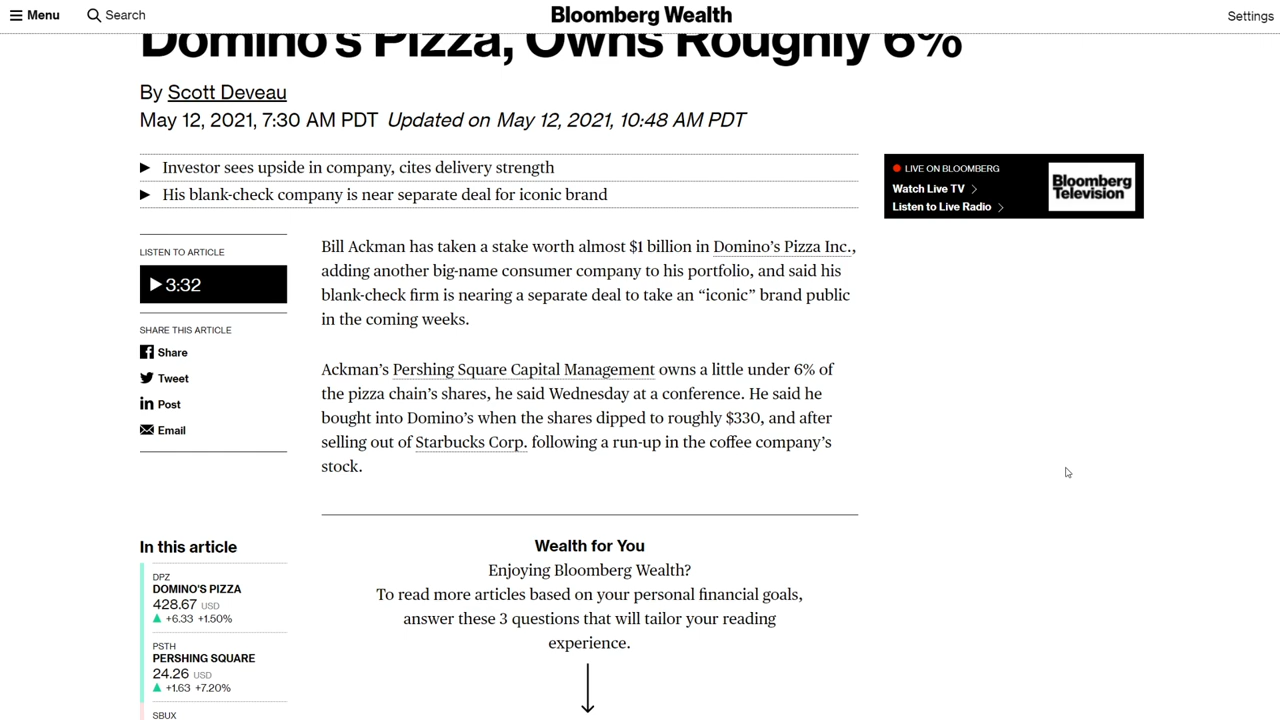 Menu
Search
Bloomberg Wealth
Settings
Domino's Pizza, Owns Roughly 6%
By Scott Deveau
May 12, 2021, 7:30 AM PDT Updated on May 12, 2021, 10:48 AM PDT
Investor sees upside in company, cites delivery strength
His blank-check company is near separate deal for iconic brand
LIVE ON BLOOMBERG
Watch Live TV
Listen to Live Radio
Bloomberg
Television
LISTEN TO ARTICLE
3:32
SHARE THIS ARTICLE
Share
Tweet
Post
Email
Bill Ackman has taken a stake worth almost $1 billion in Domino’s Pizza Inc.,
adding another big-name consumer company to his portfolio, and said his
blank-check firm is nearing a separate deal to take an “iconic” brand public
in the coming weeks.
Ackman’s Pershing Square Capital Management owns a little under 6% of
the pizza chain’s shares, he said Wednesday at a conference. He said he
bought into Domino’s when the shares dipped to roughly $330, and after
selling out of Starbucks Corp. following a run-up in the coffee company’s
stock.
In this article
DPZ
DOMINO'S PIZZA
428.67 USD
+6.33 +1.50%
PSTH
PERSHING SQUARE
24.26 USD
+1.63 +7.20%
SBUX
Wealth for You
Enjoying Bloomberg Wealth?
To read more articles based on your personal financial goals,
answer these 3 questions that will tailor your reading
experience.